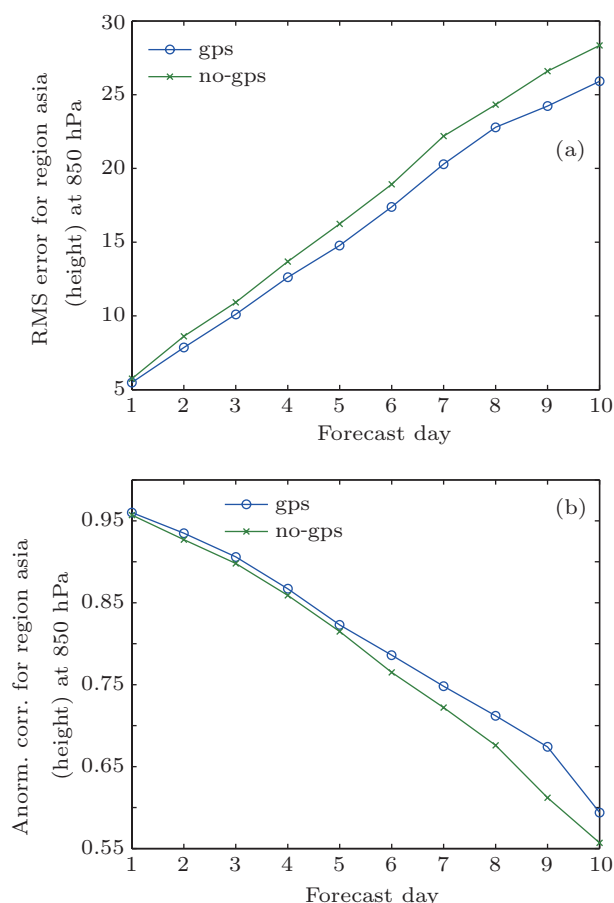 RMS error for region asia
(height) at 850 hPa
30
25
20
15
10
5
gps
no-gps
(a)
1 2 3 4 5 6 7 8 9 10
Forecast day
Anorm. corr. for region asia
(height) at 850 hPa
0.95
0.85
0.75
0.65
0.55
gps
no-gps
(b)
1 2 3 4 5 6 7 8 9 10
Forecast day